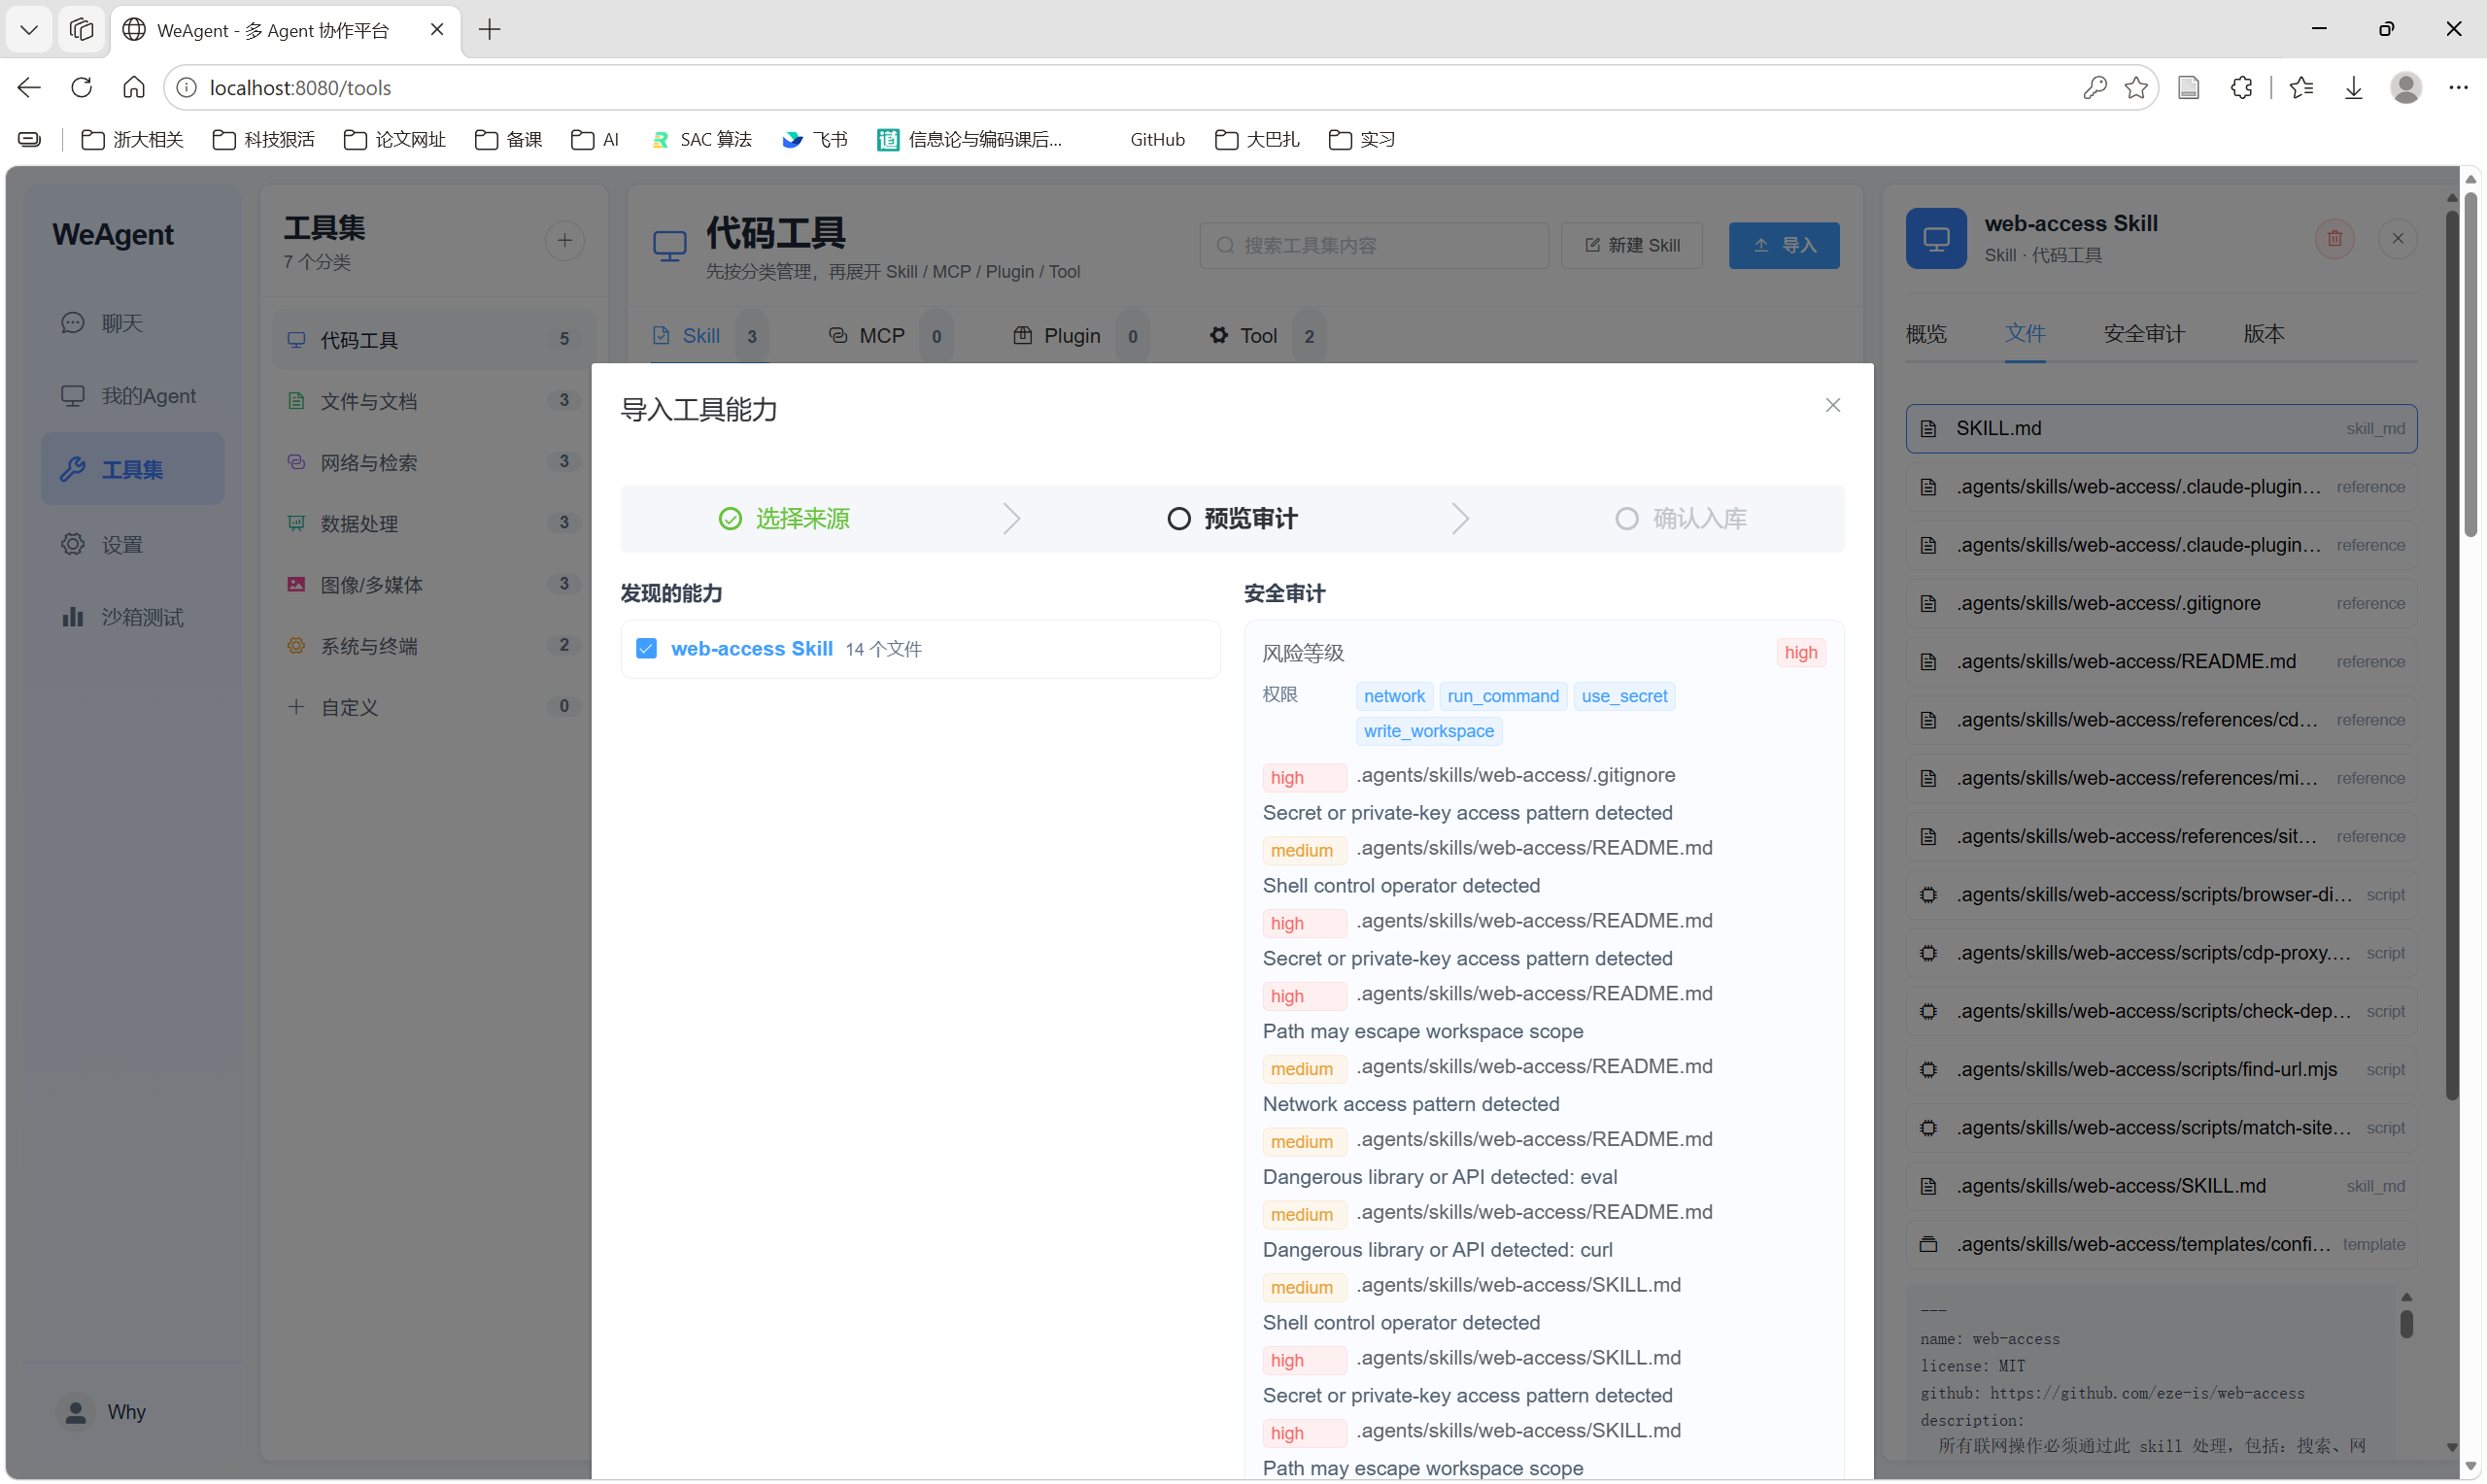 WeAgent - 多 Agent 协作平台
localhost:8080/tools
浙大相关
科技狠活
论文网址
备课
AI
SAC 算法
飞书
信息论与编码课后...
GitHub
大巴扎
实习
WeAgent
聊天
我的Agent
工具集
设置
沙箱测试
Why
工具集
7 个分类
代码工具 5
文件与文档 3
网络与检索 3
数据处理 3
图像/多媒体 3
系统与终端 2
自定义 0
代码工具
先按分类管理，再展开 Skill / MCP / Plugin / Tool
搜索工具集内容
新建 Skill
导入
Skill 3
MCP 0
Plugin 0
Tool 2
导入工具能力
选择来源
预览审计
确认入库
发现的能力
web-access Skill 14 个文件
安全审计
风险等级 high
权限 network run_command use_secret
write_workspace
high .agents/skills/web-access/.gitignore
Secret or private-key access pattern detected
medium .agents/skills/web-access/README.md
Shell control operator detected
high .agents/skills/web-access/README.md
Secret or private-key access pattern detected
high .agents/skills/web-access/README.md
Path may escape workspace scope
medium .agents/skills/web-access/README.md
Network access pattern detected
medium .agents/skills/web-access/README.md
Dangerous library or API detected: eval
medium .agents/skills/web-access/README.md
Dangerous library or API detected: curl
medium .agents/skills/web-access/SKILL.md
Shell control operator detected
high .agents/skills/web-access/SKILL.md
Secret or private-key access pattern detected
high .agents/skills/web-access/SKILL.md
Path may escape workspace scope
web-access Skill
Skill · 代码工具
概览
文件
安全审计
版本
SKILL.md skill_md
.agents/skills/web-access/.claude-plugin... reference
.agents/skills/web-access/.claude-plugin... reference
.agents/skills/web-access/.gitignore reference
.agents/skills/web-access/README.md reference
.agents/skills/web-access/references/cd... reference
.agents/skills/web-access/references/mi... reference
.agents/skills/web-access/references/sit... reference
.agents/skills/web-access/scripts/browser-di... script
.agents/skills/web-access/scripts/cdp-proxy.... script
.agents/skills/web-access/scripts/check-dep... script
.agents/skills/web-access/scripts/find-url.mjs script
.agents/skills/web-access/scripts/match-site... script
.agents/skills/web-access/SKILL.md skill_md
.agents/skills/web-access/templates/confi... template
---
name: web-access
license: MIT
github: https://github.com/eze-is/web-access
description:
所有联网操作必须通过此 skill 处理，包括：搜索、网